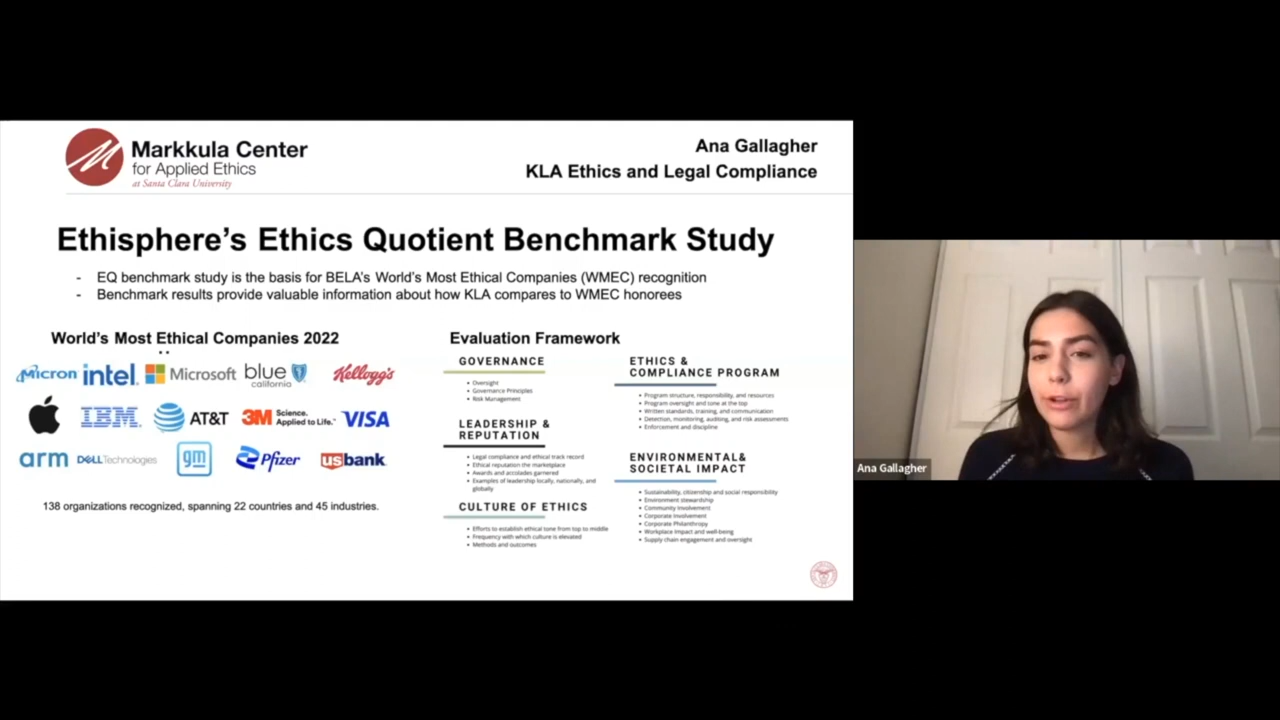 Markkula Center
for Applied Ethics
at Santa Clara University
Ana Gallagher
KLA Ethics and Legal Compliance
Ethisphere's Ethics Quotient Benchmark Study
- EQ benchmark study is the basis for BELA's World's Most Ethical Companies (WMEC) recognition
- Benchmark results provide valuable information about how KLA compares to WMEC honorees
World's Most Ethical Companies 2022
Micron intel. Microsoft blue california Kellogg's
IBM AT&T 3M Science. Applied to Life.™ VISA
arm DELL Technologies gm Pfizer usbank
138 organizations recognized, spanning 22 countries and 45 industries.
Evaluation Framework
GOVERNANCE
• Oversight
• Governance Principles
• Risk Management
LEADERSHIP &
REPUTATION
• Legal compliance and ethical track record
• Ethical reputation the marketplace
• Awards and accolades garnered
• Examples of leadership locally, nationally, and
globally
CULTURE OF ETHICS
• Efforts to establish ethical tone from top to middle
• Frequency with which culture is elevated
• Methods and outcomes
ETHICS &
COMPLIANCE PROGRAM
• Program structure, responsibility, and resources
• Program oversight and tone at the top
• Written standards, training, and communication
• Detection, monitoring, auditing, and risk assessments
• Enforcement and discipline
ENVIRONMENTAL&
SOCIETAL IMPACT
• Sustainability, citizenship and social responsibility
• Environment stewardship
• Community Involvement
• Corporate Involvement
• Corporate Philanthropy
• Workplace Impact and well-being
• Supply chain engagement and oversight
Ana Gallagher